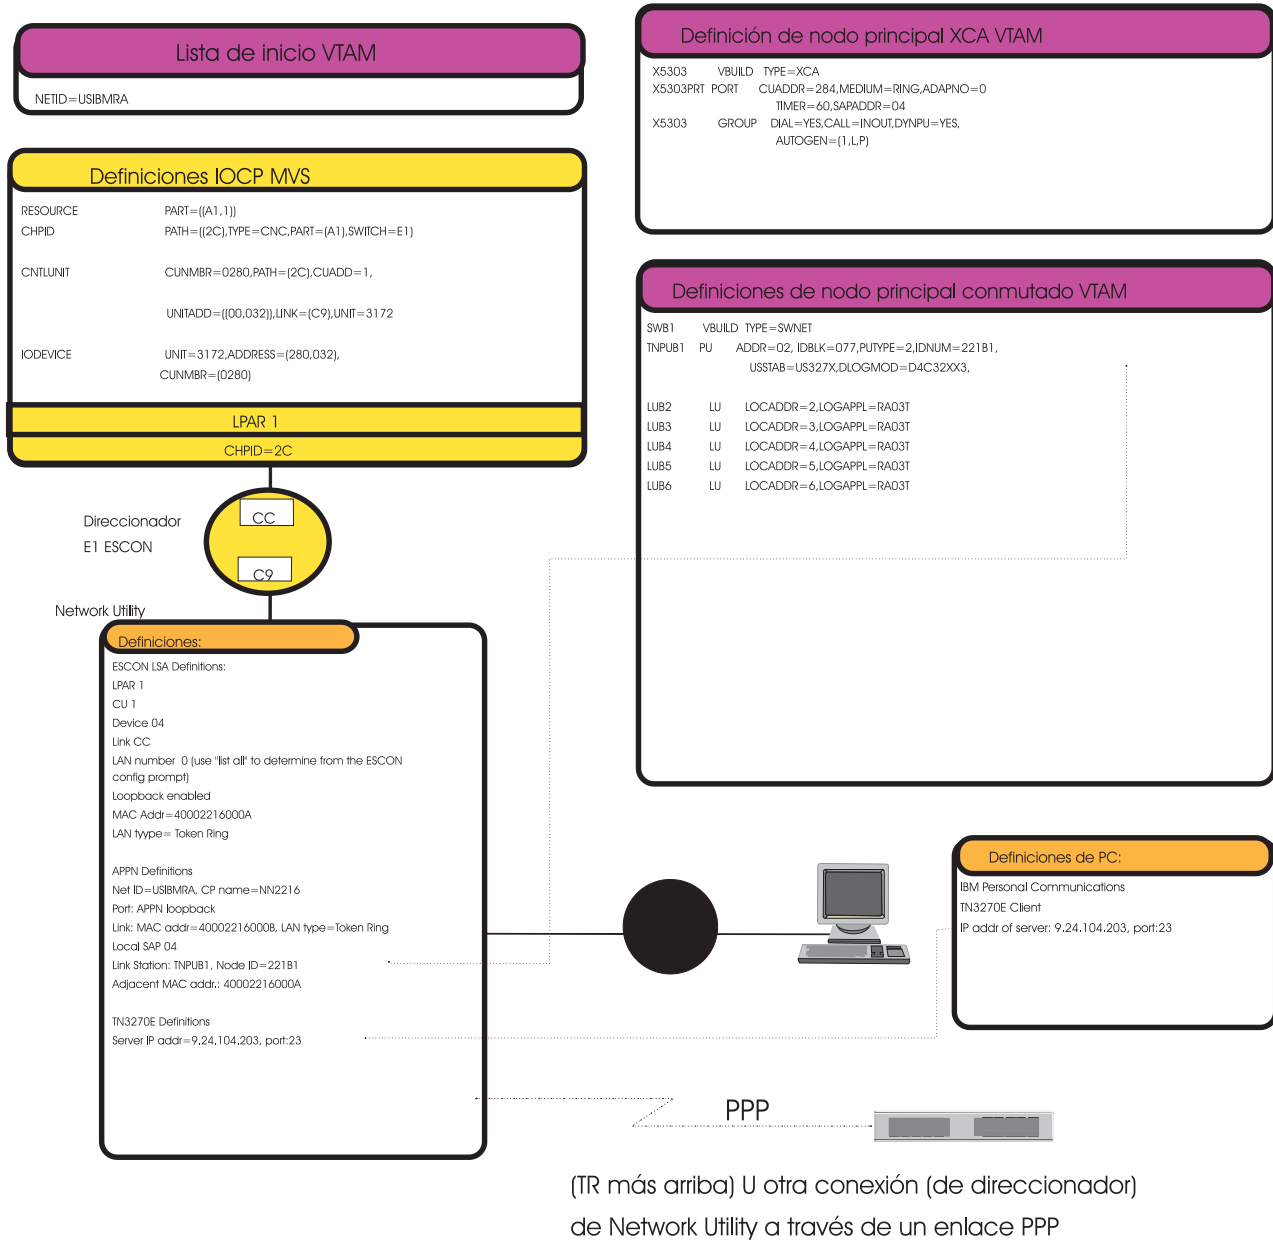 Lista de inicio VTAM
NETID=USIBMRA
Definiciones IOCP MVS
RESOURCE PART=((A1,1))
CHPID PATH=((2C),TYPE=CNC,PART=(A1),SWITCH=E1)
CNTLUNIT CUNMBR=0280,PATH=(2C),CUADD=1,
UNITADD=((00,032)),LINK=(C9),UNIT=3172
IODEVICE UNIT=3172,ADDRESS=(280,032),
CUNMBR=(0280)
LPAR 1
CHPID=2C
Direccionador
E1 ESCON
CC
C9
Network Utility
Definiciones:
ESCON LSA Definitions:
LPAR 1
CU 1
Device 04
Link CC
LAN number 0 (use "list all" to determine from the ESCON
config prompt)
Loopback enabled
MAC Addr=40002216000A
LAN tyype= Token Ring
APPN Definitions
Net ID=USIBMRA, CP name=NN2216
Port: APPN loopback
Link: MAC addr=40002216000B, LAN type=Token Ring
Local SAP 04
Link Station: TNPUB1, Node ID=221B1
Adjacent MAC addr.: 40002216000A
TN3270E Definitions
Server IP addr=9.24.104.203, port:23
Definición de nodo principal XCA VTAM
X5303 VBUILD TYPE=XCA
X5303PRT PORT CUADDR=284,MEDIUM=RING,ADAPNO=0
TIMER=60,SAPADDR=04
X5303 GROUP DIAL=YES,CALL=INOUT,DYNPU=YES,
AUTOGEN=(1,L,P)
Definiciones de nodo principal conmutado VTAM
SWB1 VBUILD TYPE=SWNET
TNPUB1 PU ADDR=02, IDBLK=077,PUTYPE=2,IDNUM=221B1,
USSTAB=US327X,DLOGMOD=D4C32XX3,
LUB2 LU LOCADDR=2,LOGAPPL=RA03T
LUB3 LU LOCADDR=3,LOGAPPL=RA03T
LUB4 LU LOCADDR=4,LOGAPPL=RA03T
LUB5 LU LOCADDR=5,LOGAPPL=RA03T
LUB6 LU LOCADDR=6,LOGAPPL=RA03T
Definiciones de PC:
IBM Personal Communications
TN3270E Client
IP addr of server: 9.24.104.203, port:23
PPP
(TR más arriba) U otra conexión (de direccionador)
de Network Utility a través de un enlace PPP